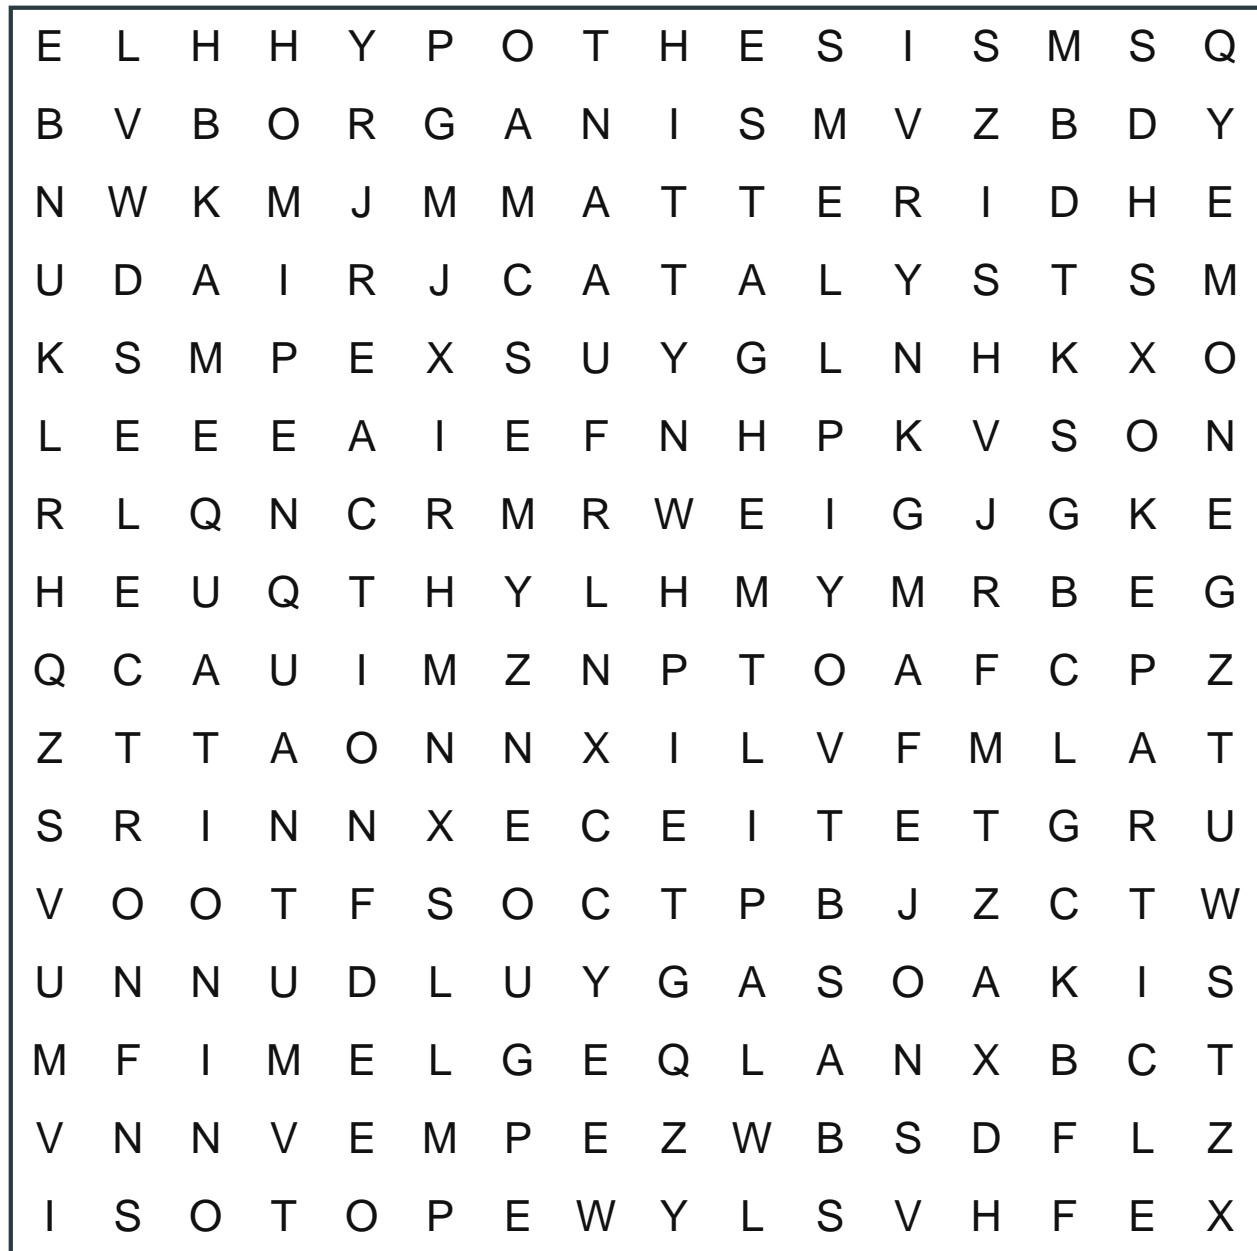 E L H H Y P O T H E S I S M S Q
B V B O R G A N I S M V Z B D Y
N W K M J M M A T T E R I D H E
U D A I R J C A T A L Y S T S M
K S M P E X S U Y G L N H K X O
L E E E A I E F N H P K V S O N
R L Q N C R M R W E I G J G K E
H E U Q T H Y L H M Y M R B E G
Q C A U I M Z N P T O A F C P Z
Z T T A O N N X I L V F M L A T
S R I N N X E C E I T E T G R U
V O O T F S O C T P B J Z C T W
U N N U D L U Y G A S O A K I S
M F I M E L G E Q L A N X B C T
V N N V E M P E Z W B S D F L Z
I S O T O P E W Y L S V H F E X